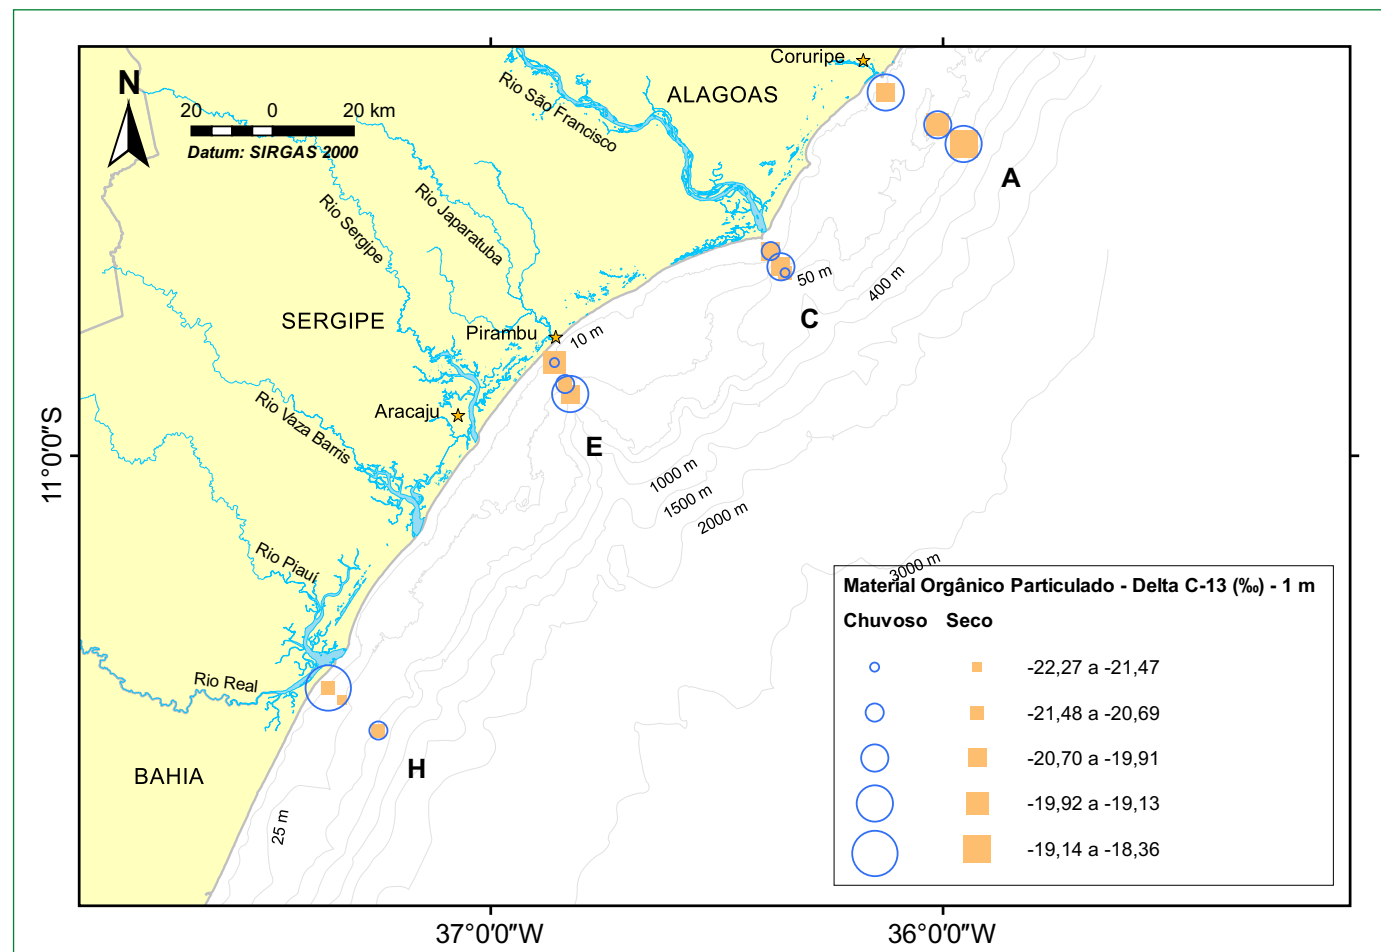 Coruripe
N
20 0 20 km
Datum: SIRGAS 2000
Rio São Francisco
ALAGOAS
A
Rio Japaratuba
Rio Sergipe
50 m
400 m
C
SERGIPE
Pirambu
10 m
Aracaju
Rio Vaza Barris
E
11°0'0"S
1000 m
1500 m
2000 m
3000 m
Rio Piauí
Rio Real
H
BAHIA
25 m
Material Orgânico Particulado - Delta C-13 (‰) - 1 m
Chuvoso Seco
-22,27 a -21,47
-21,48 a -20,69
-20,70 a -19,91
-19,92 a -19,13
-19,14 a -18,36
37°0'0"W 36°0'0"W